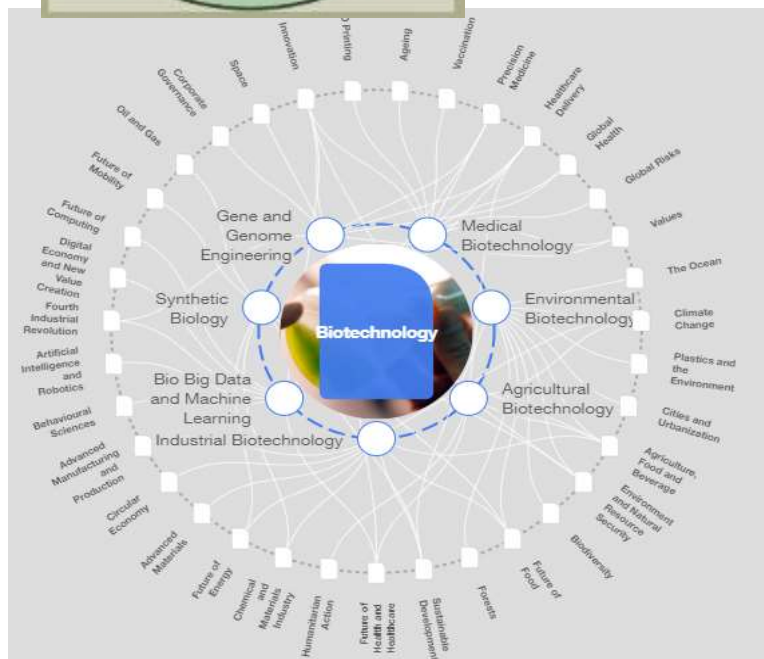 Biotechnology
Gene and
Genome
Engineering
Medical
Biotechnology
Synthetic
Biology
Environmental
Biotechnology
Bio Big Data
and Machine
Learning
Agricultural
Biotechnology
Industrial Biotechnology
Innovation
Printing
Ageing
Vaccination
Precision
Medicine
Healthcare
Delivery
Global
Health
Global Risks
Values
The Ocean
Climate
Change
Plastics and
the
Environment
Cities and
Urbanization
Agriculture,
Food and
Beverage
Environment
and Natural
Resource
Security
Biodiversity
Future of
Food
Forests
Sustainable
Development
Future of
Health and
Healthcare
Humanitarian
Action
Chemical
and
Materials
Industry
Future of
Energy
Advanced
Materials
Circular
Economy
Advanced
Manufacturing
and
Production
Behavioural
Sciences
Artificial
Intelligence
and
Robotics
Fourth
Industrial
Revolution
Digital
Economy
and New
Value
Creation
Future of
Computing
Future of
Mobility
Oil and Gas
Corporate
Governance
Space